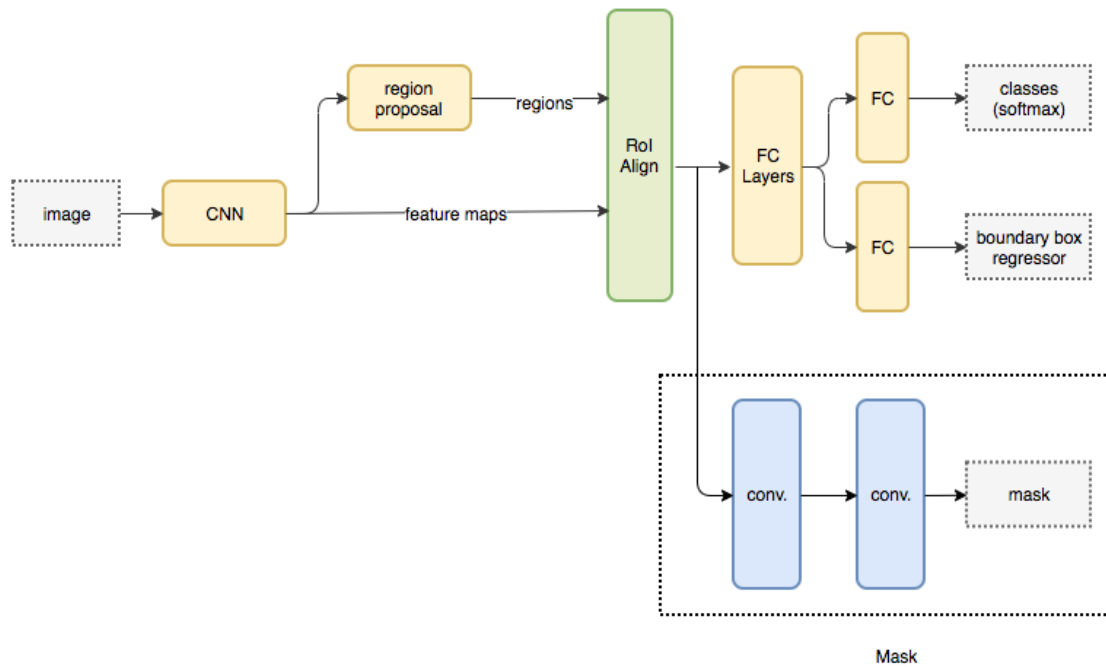 image
CNN
region
proposal
regions
feature maps
RoI
Align
FC
Layers
FC
classes
(softmax)
FC
boundary box
regressor
conv.
conv.
mask
Mask